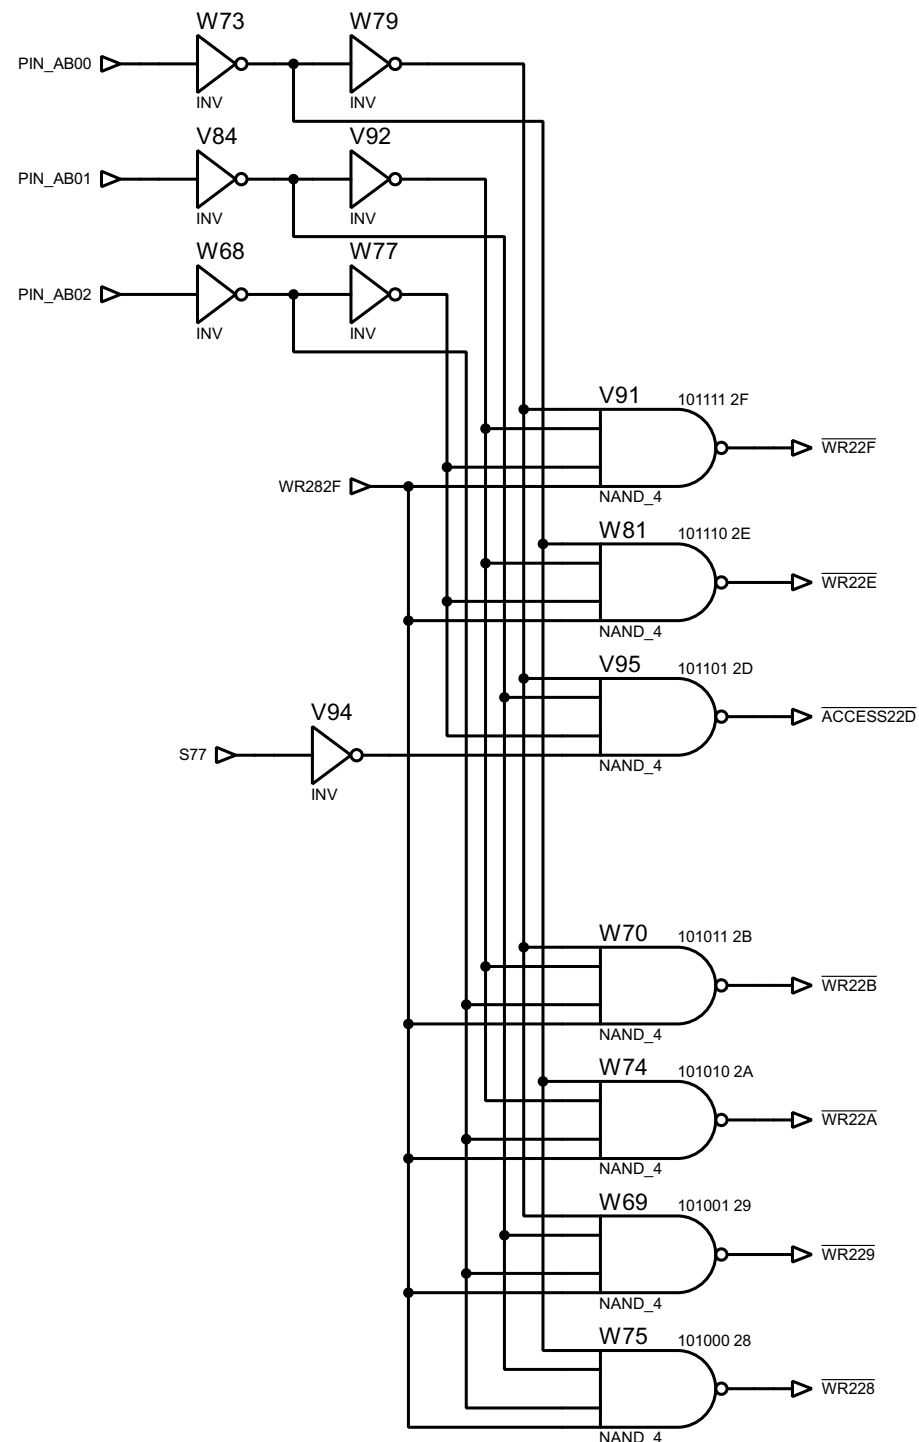 W73 W79
PIN_AB00
INV INV
V84 V92
PIN_AB01
INV INV
W68 W77
PIN_AB02
INV INV
V91 101111 2F
WR22F
WR282F
NAND_4
W81 101110 2E
WR22E
NAND_4
V95 101101 2D
V94
ACCESS22D
S77
NAND_4
INV
W70 101011 2B
WR22B
NAND_4
W74 101010 2A
WR22A
NAND_4
W69 101001 29
WR229
NAND_4
W75 101000 28
WR228
NAND_4